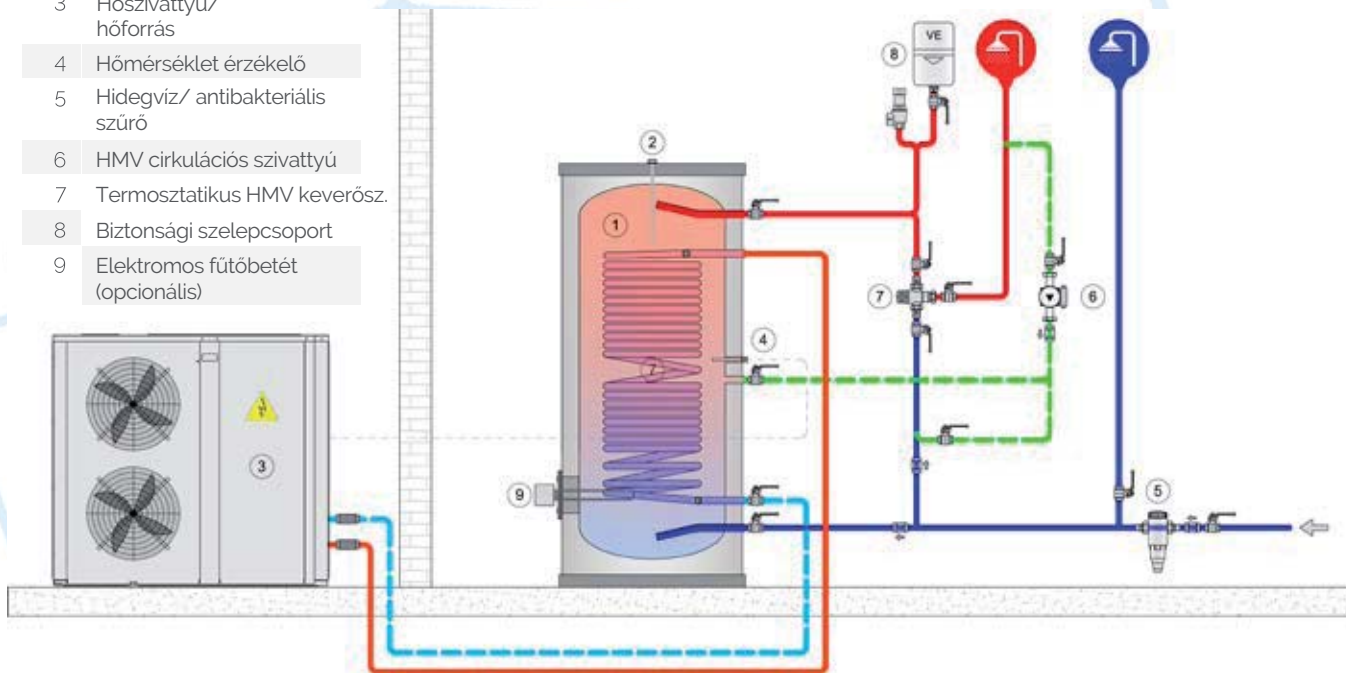 3 Hőszivattyú/
hőforrás
4 Hőmérséklet érzékelő
5 Hidegvíz/ antibakteriális
szűrő
6 HMV cirkulációs szivattyú
7 Termosztatikus HMV keverősz.
8 Biztonsági szelepcsoport
9 Elektromos fűtőbetét
(opcionális)
VE
8
2
1
7
6
4
7
3
9
5